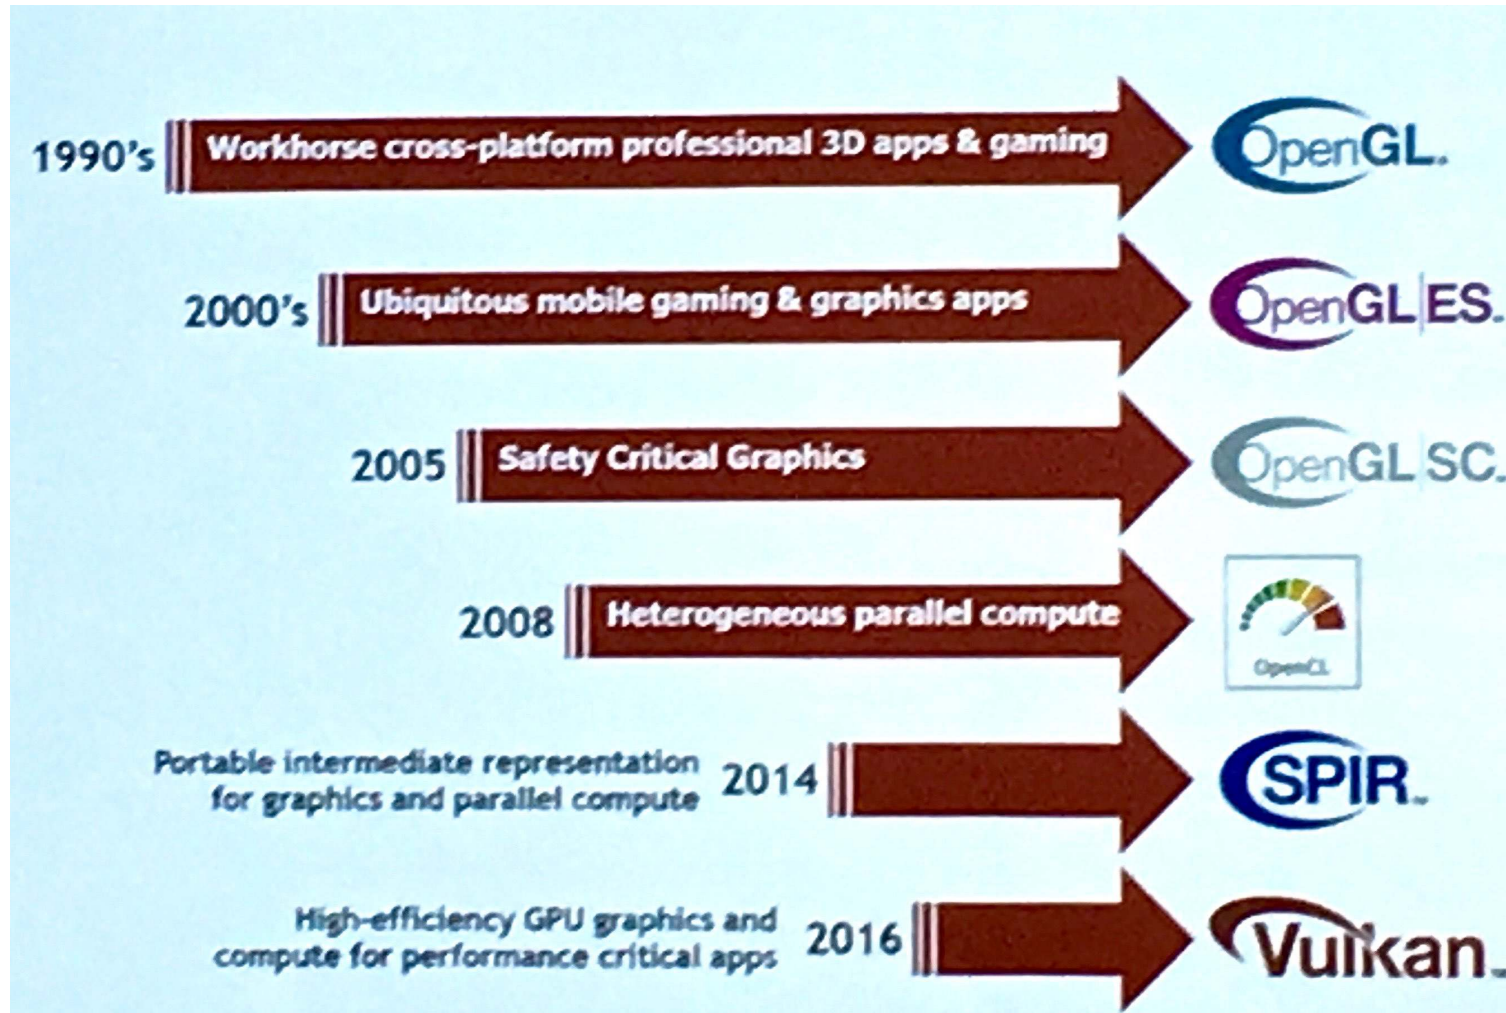 1990's
Workhorse cross-platform professional 3D apps & gaming
OpenGL.
2000's
Ubiquitous mobile gaming & graphics apps
OpenGL|ES.
2005
Safety Critical Graphics
OpenGL|SC.
2008
Heterogeneous parallel compute
OpenCL
Portable intermediate representation
for graphics and parallel compute
2014
SPIR™
High-efficiency GPU graphics and
compute for performance critical apps
2016
Vulkan.